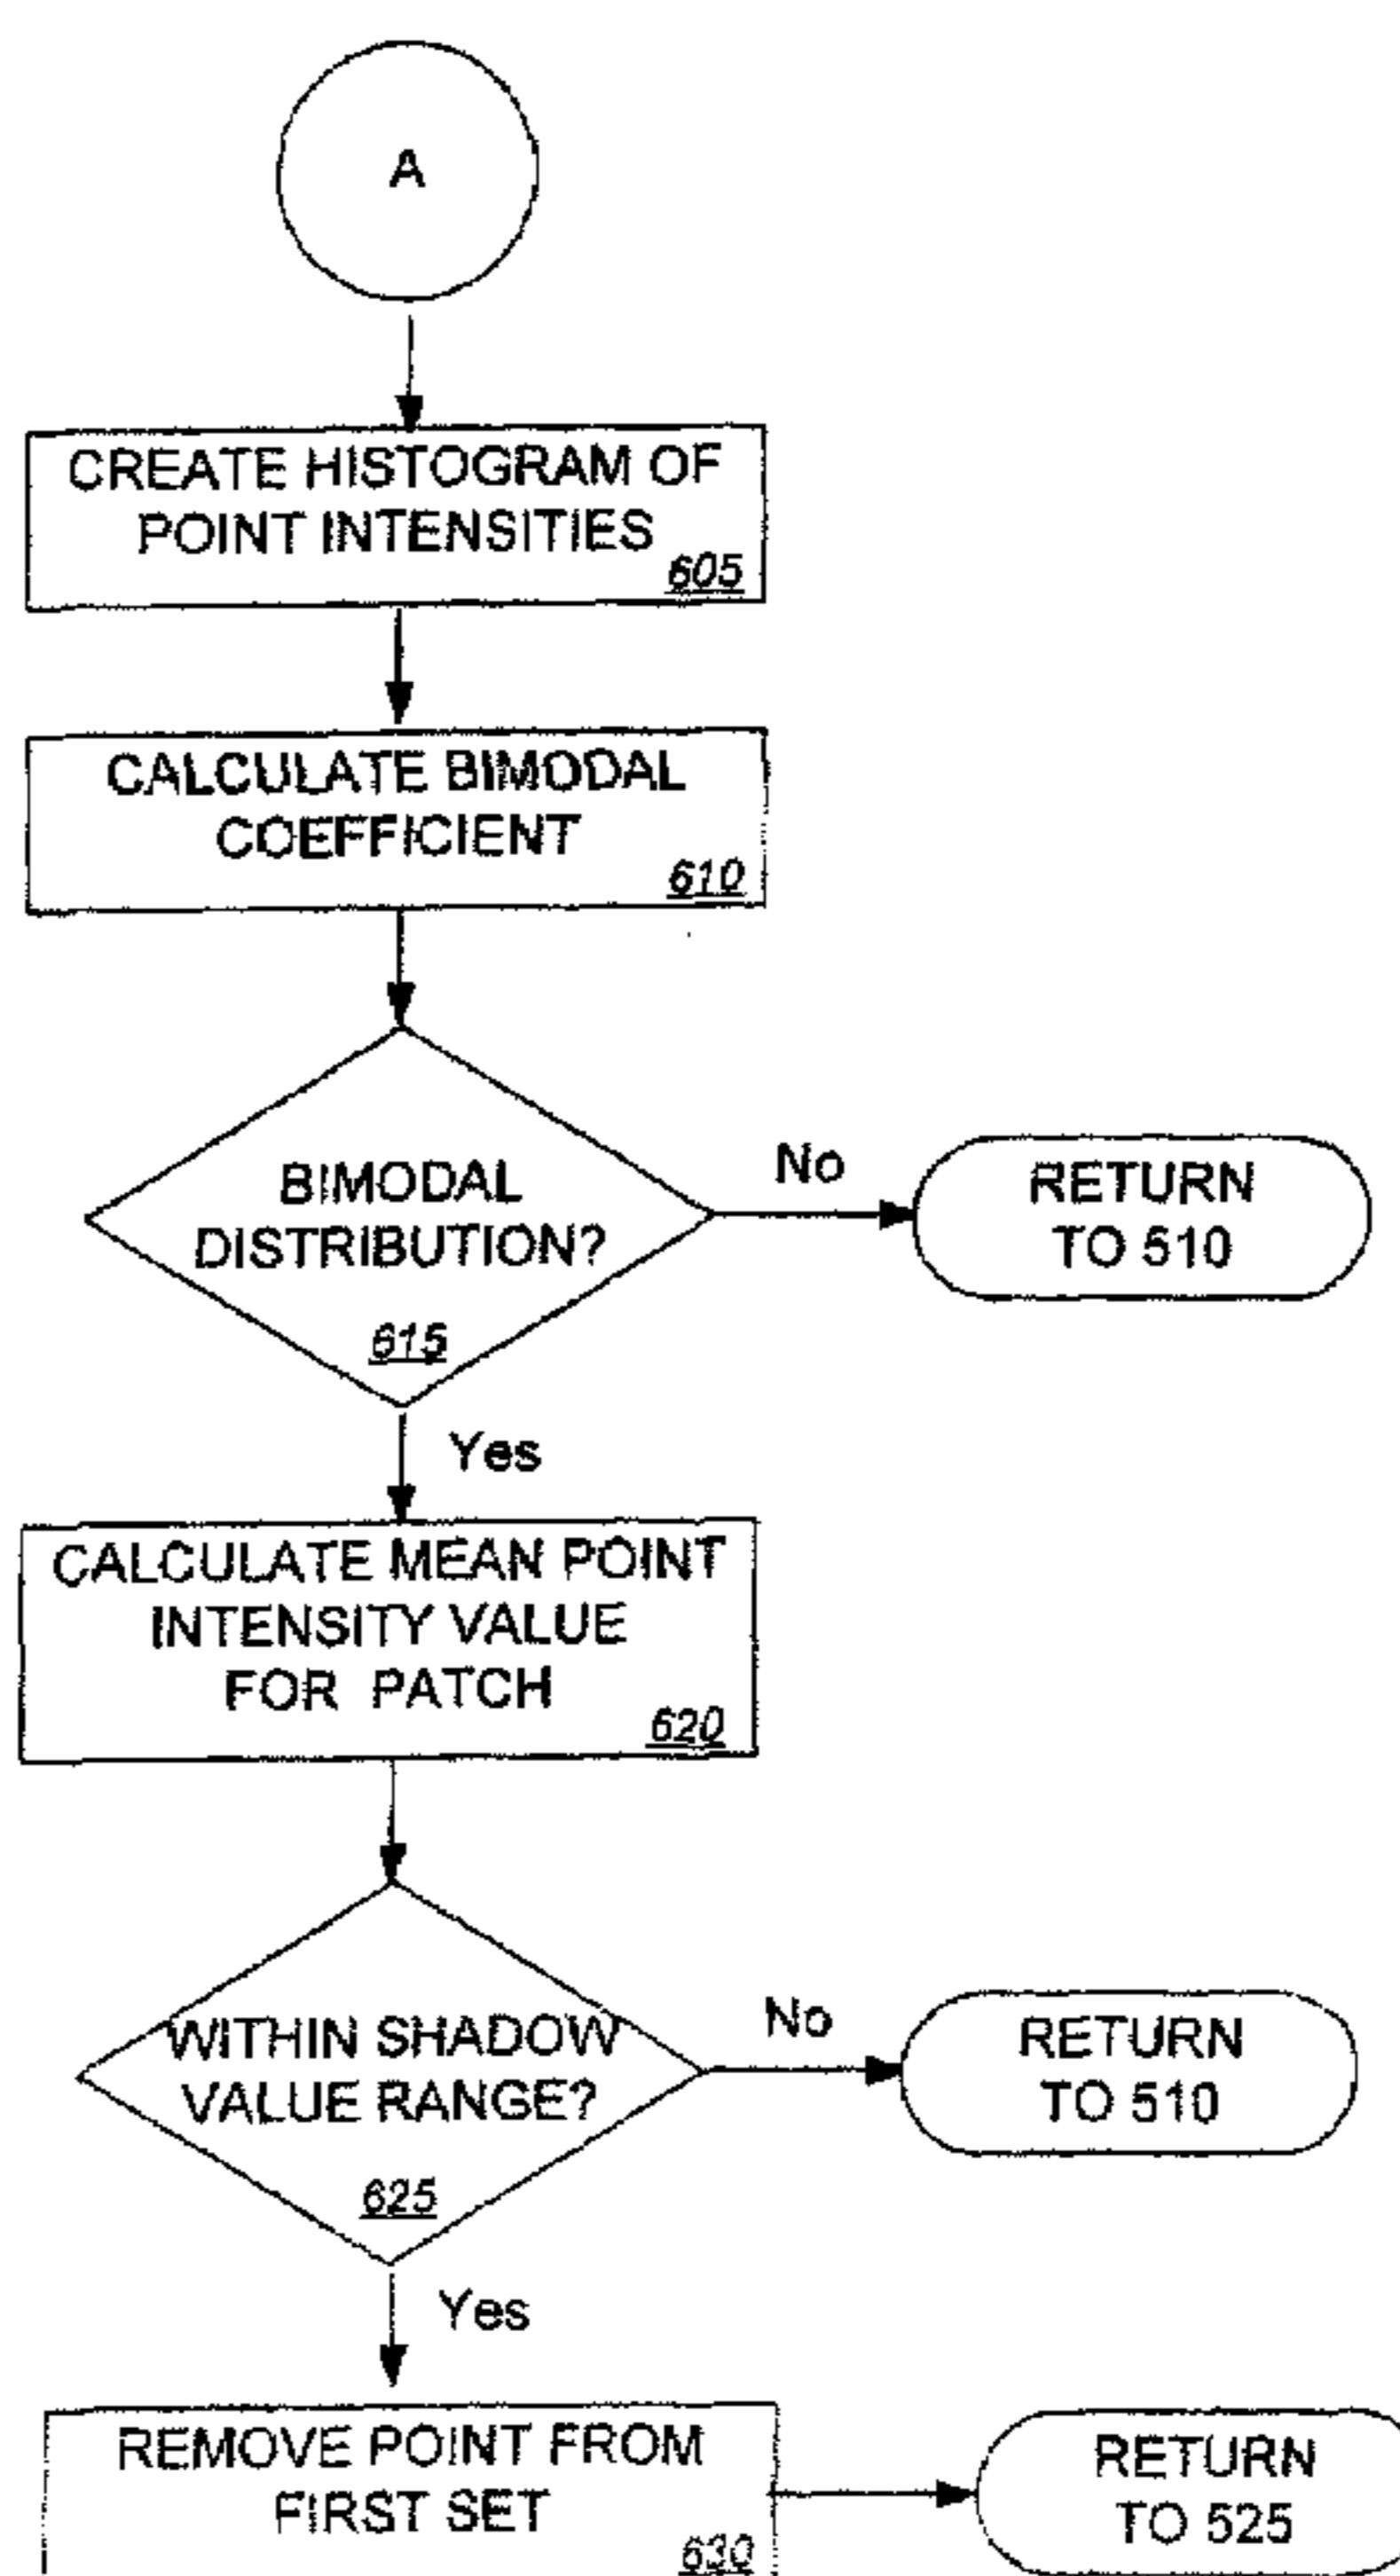 A
CREATE HISTOGRAM OF
POINT INTENSITIES
605
CALCULATE BIMODAL
COEFFICIENT
610
BIMODAL
DISTRIBUTION?
615
No
RETURN
TO 510
Yes
CALCULATE MEAN POINT
INTENSITY VALUE
FOR PATCH
620
WITHIN SHADOW
VALUE RANGE?
625
No
RETURN
TO 510
Yes
REMOVE POINT FROM
FIRST SET
630
RETURN
TO 525